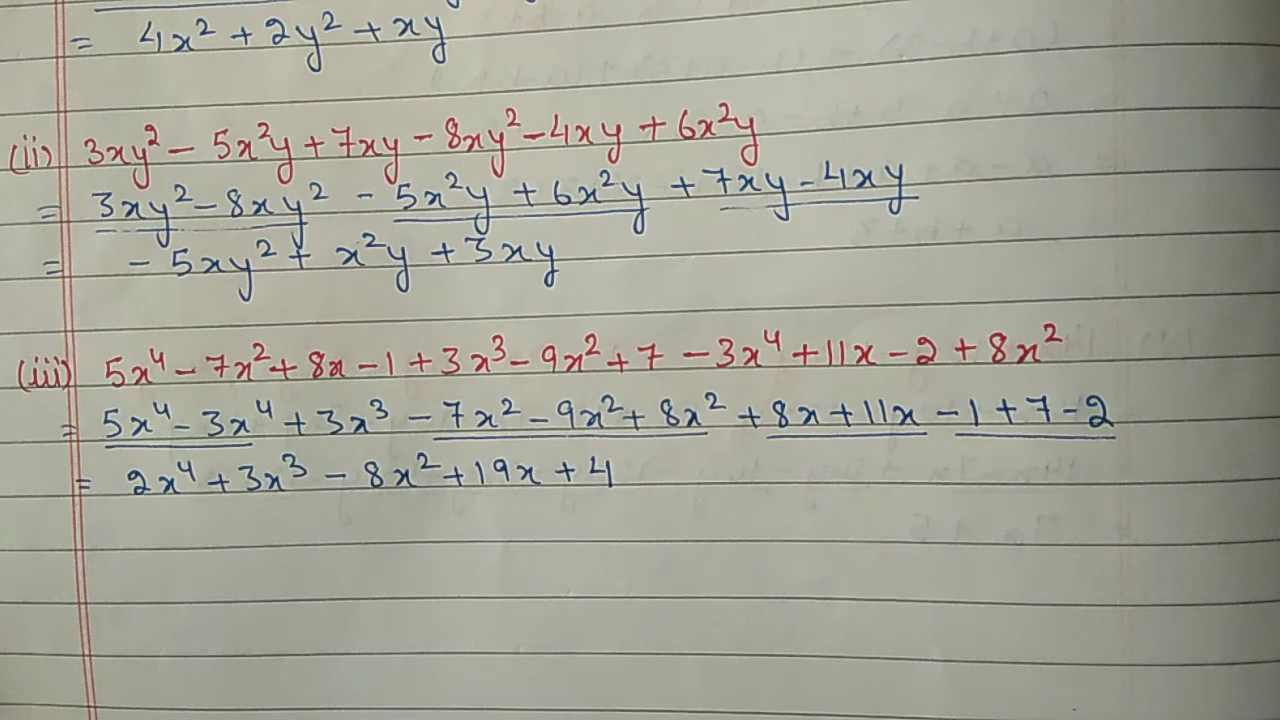 = 4x² + 2y² + xy
(ii) 3xy² - 5x²y + 7xy - 8xy² - 4xy + 6x²y
= 3xy² - 8xy² - 5x²y + 6x²y + 7xy - 4xy
= - 5xy² + x²y + 3xy
(iii) 5x⁴ - 7x² + 8x - 1 + 3x³ - 9x² + 7 - 3x⁴ + 11x - 2 + 8x²
= 5x⁴ - 3x⁴ + 3x³ - 7x² - 9x² + 8x² + 8x + 11x - 1 + 7 - 2
= 2x⁴ + 3x³ - 8x² + 19x + 4